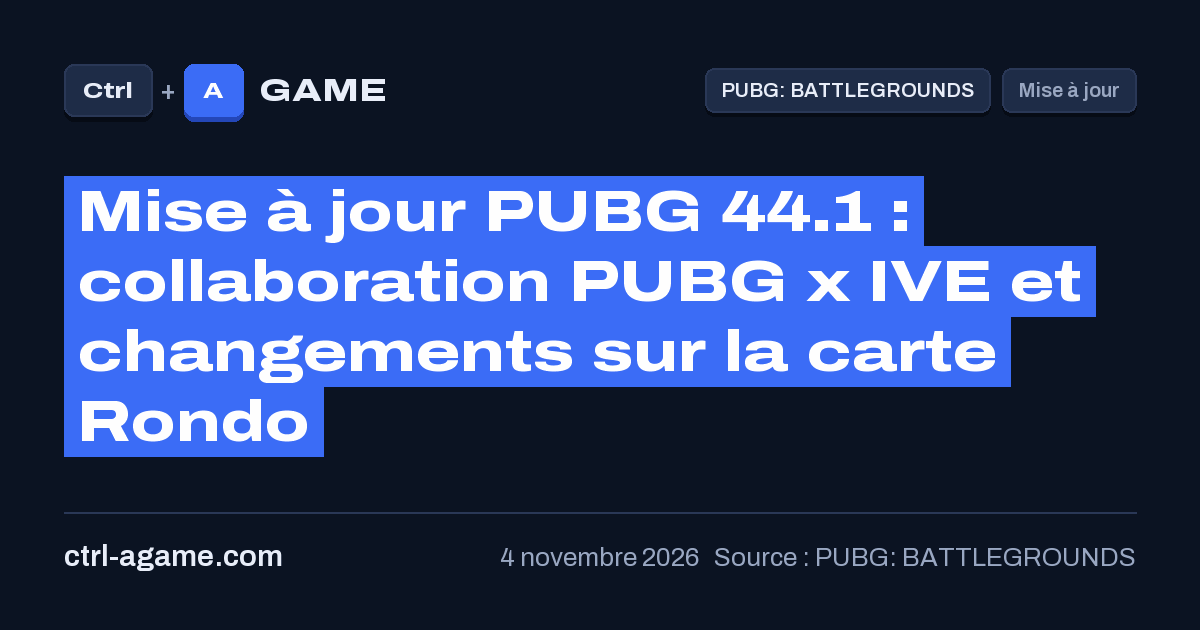 Ctrl + A GAME
PUBG: BATTLEGROUNDS
Mise à jour
Mise à jour PUBG 44.1 :
collaboration PUBG x IVE et
changements sur la carte
Rondo
ctrl-agame.com
4 novembre 2026 Source : PUBG: BATTLEGROUNDS